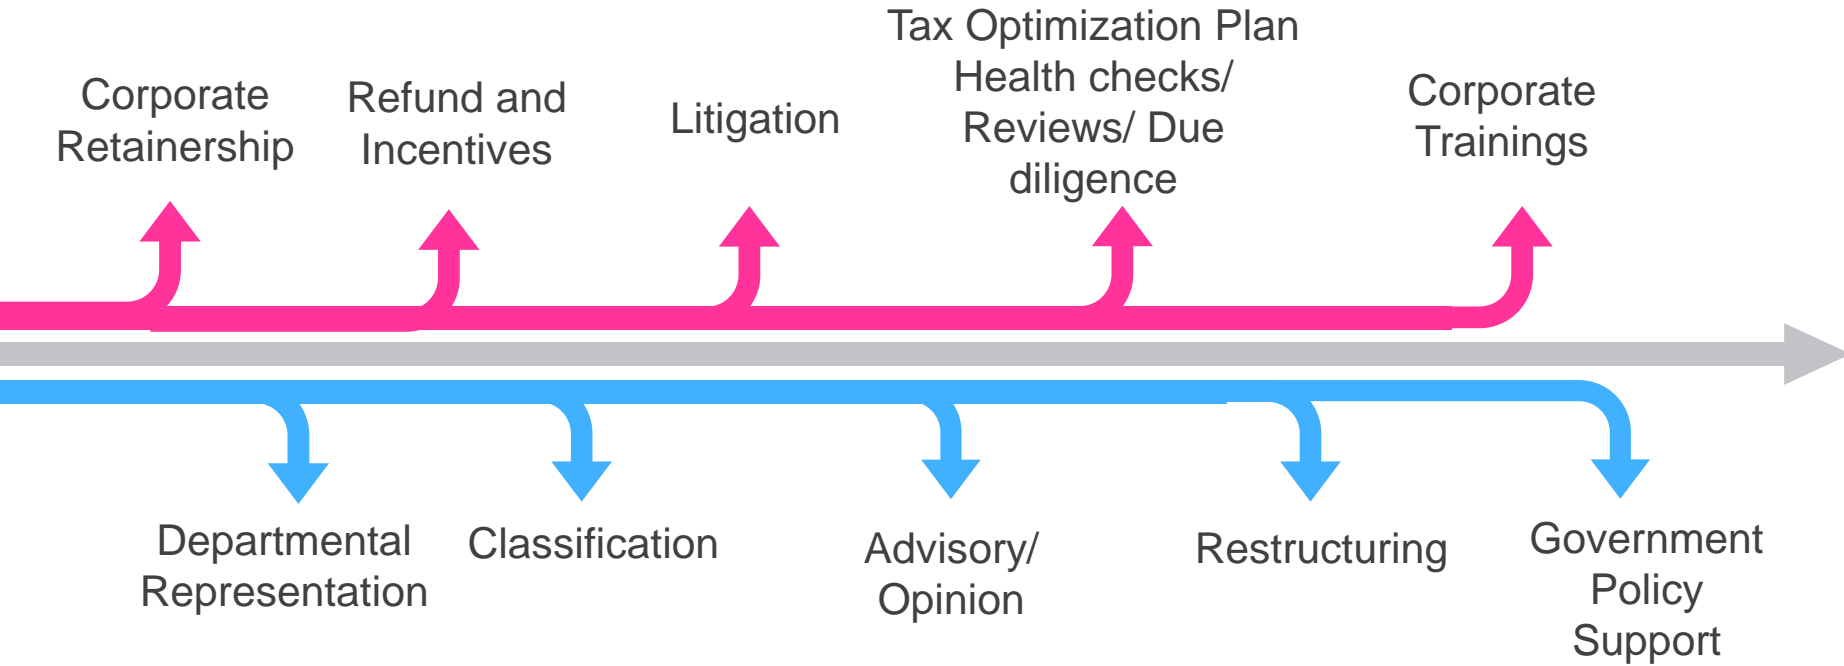 Corporate
Retainership
Refund and
Incentives
Litigation
Tax Optimization Plan
Health checks/
Reviews/ Due
diligence
Corporate
Trainings
Departmental
Representation
Classification
Advisory/
Opinion
Restructuring
Government
Policy
Support